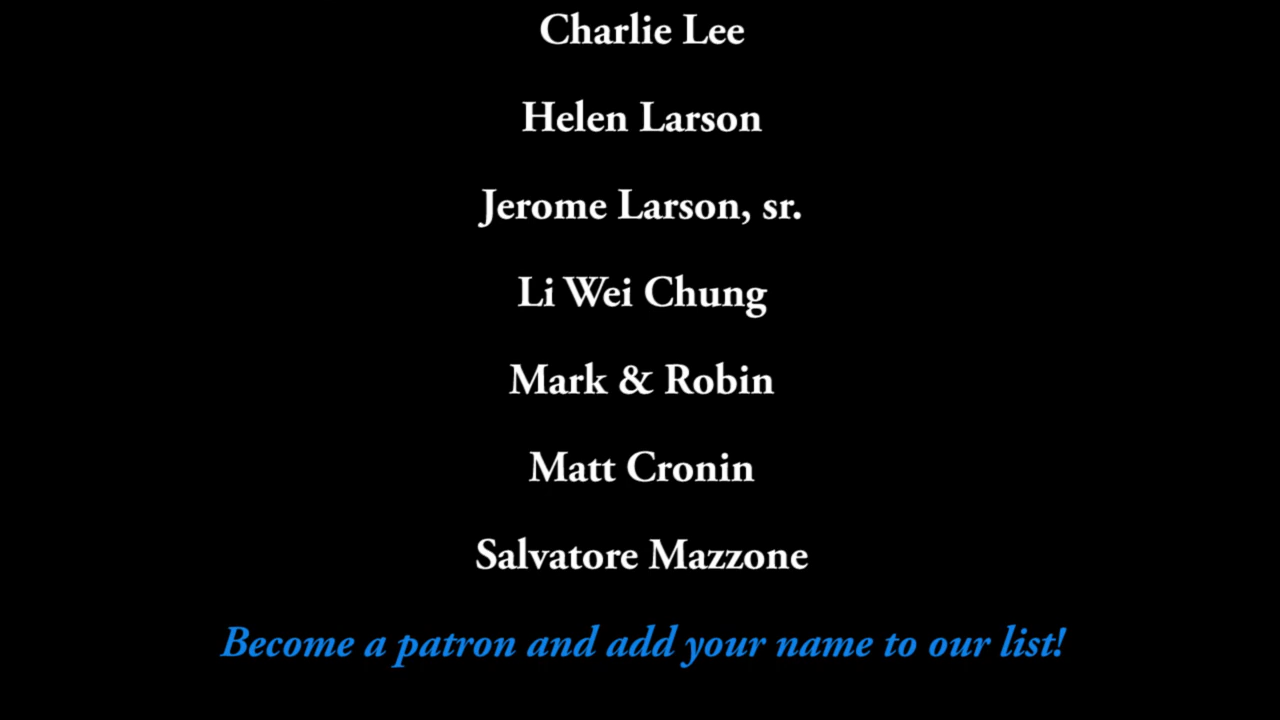 Charlie Lee
Helen Larson
Jerome Larson, sr.
Li Wei Chung
Mark & Robin
Matt Cronin
Salvatore Mazzone
Become a patron and add your name to our list!